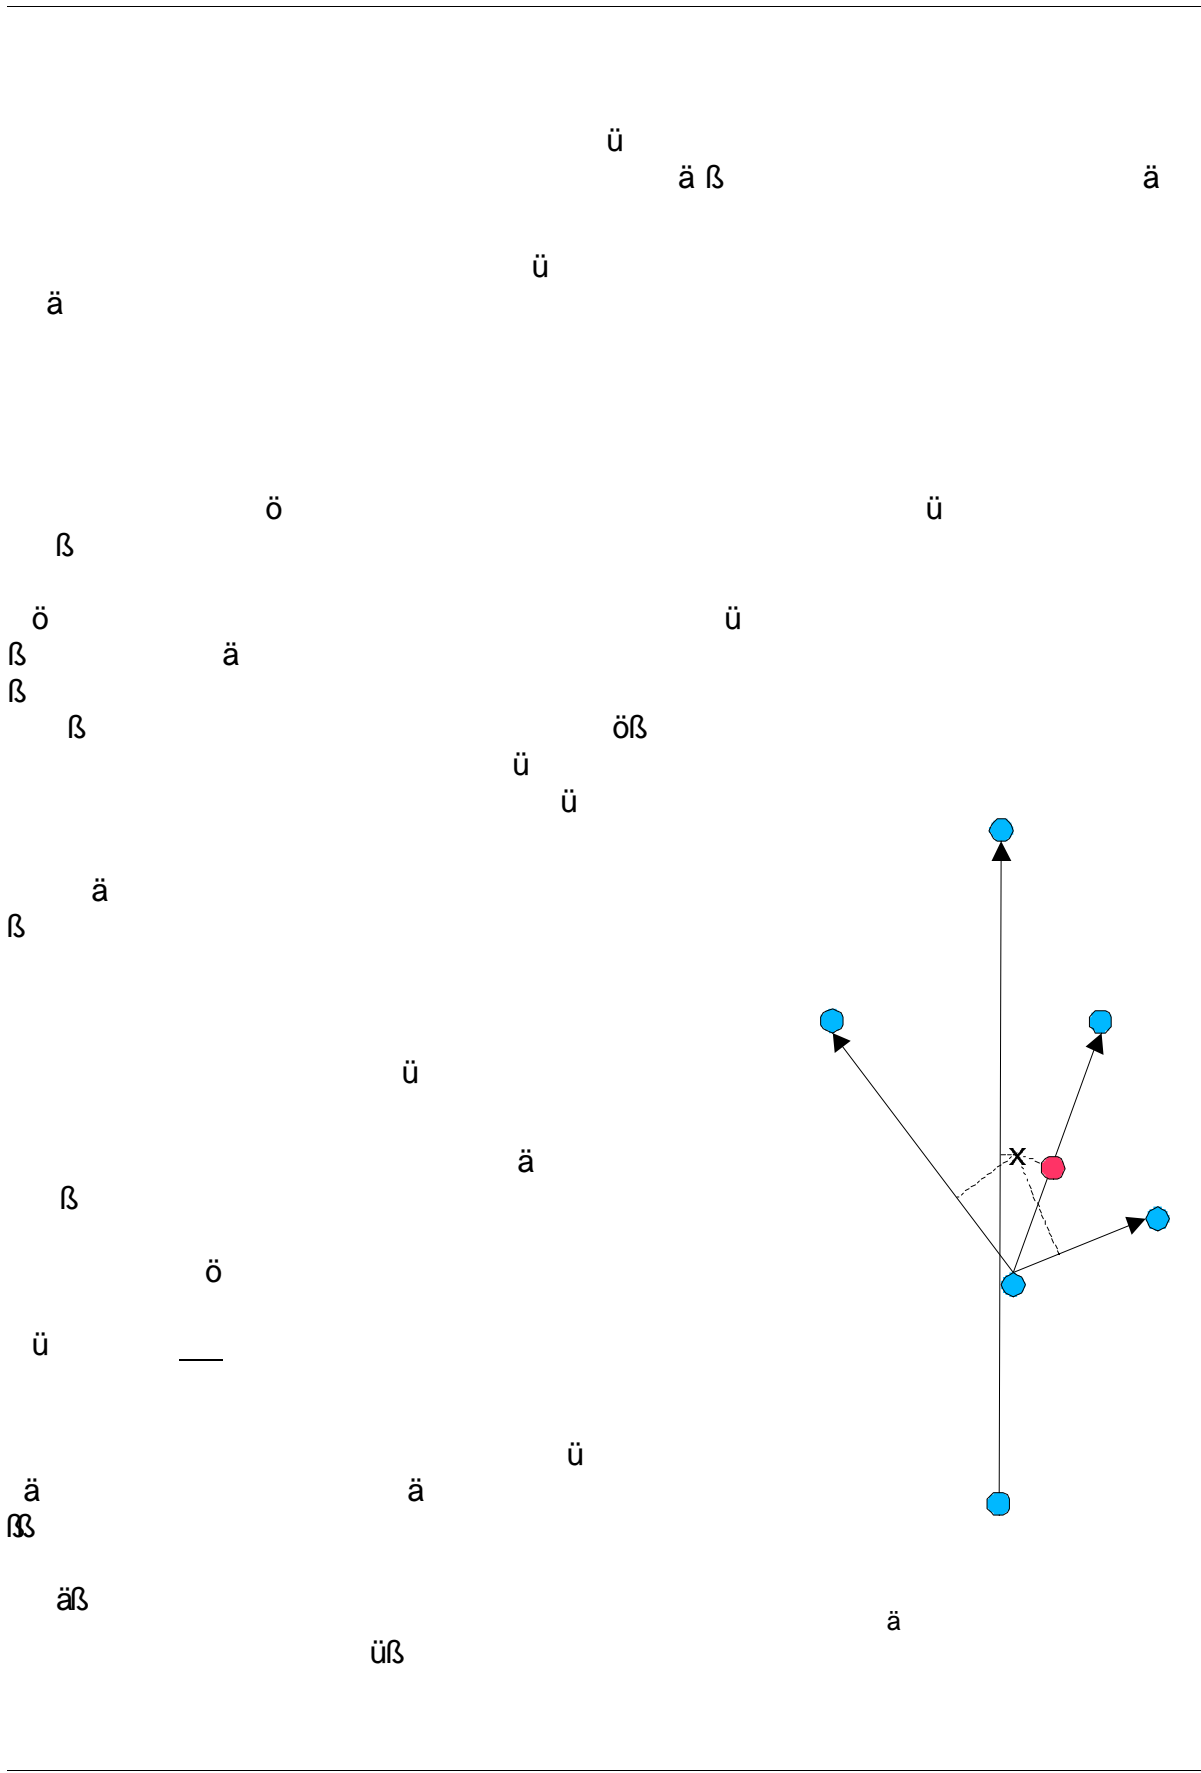 ü
ä ß ä
ü
ä
ö ü
ß
ö ü
ß ä
ß
ß öß
ü
ü
ä
ß
ü
ä
ß
ö
ü
ü
ä ä
ßß
äß
üß
x
ä